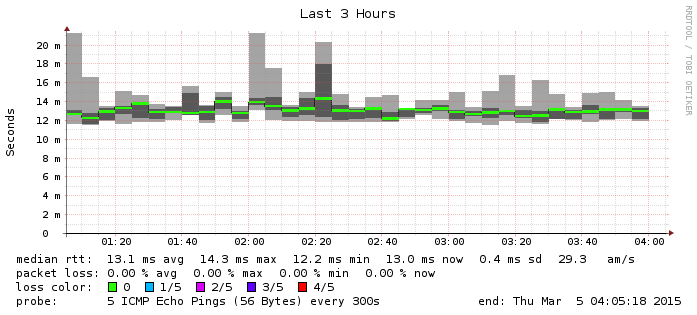 Last 3 Hours
RRDTOOL / TOBI OETIKER
Seconds
20 m
18 m
16 m
14 m
12 m
10 m
8 m
6 m
4 m
2 m
0
01:20 01:40 02:00 02:20 02:40 03:00 03:20 03:40 04:00
median rtt: 13.1 ms avg 14.3 ms max 12.2 ms min 13.0 ms now 0.4 ms sd 29.3 am/s
packet loss: 0.00 % avg 0.00 % max 0.00 % min 0.00 % now
loss color: 0 1/5 2/5 3/5 4/5
probe: 5 ICMP Echo Pings (56 Bytes) every 300s end: Thu Mar 5 04:05:18 2015